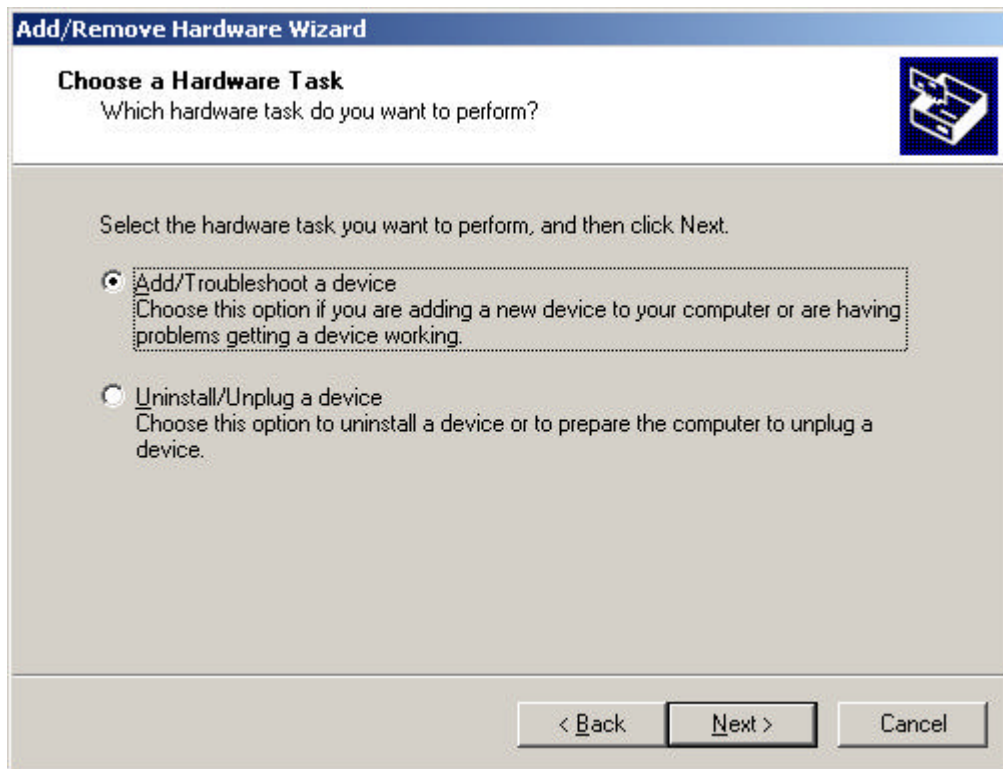 Add/Remove Hardware Wizard
Choose a Hardware Task
Which hardware task do you want to perform?
Select the hardware task you want to perform, and then click Next.
Add/Troubleshoot a device
Choose this option if you are adding a new device to your computer or are having
problems getting a device working.
Uninstall/Unplug a device
Choose this option to uninstall a device or to prepare the computer to unplug a
device.
< Back
Next >
Cancel